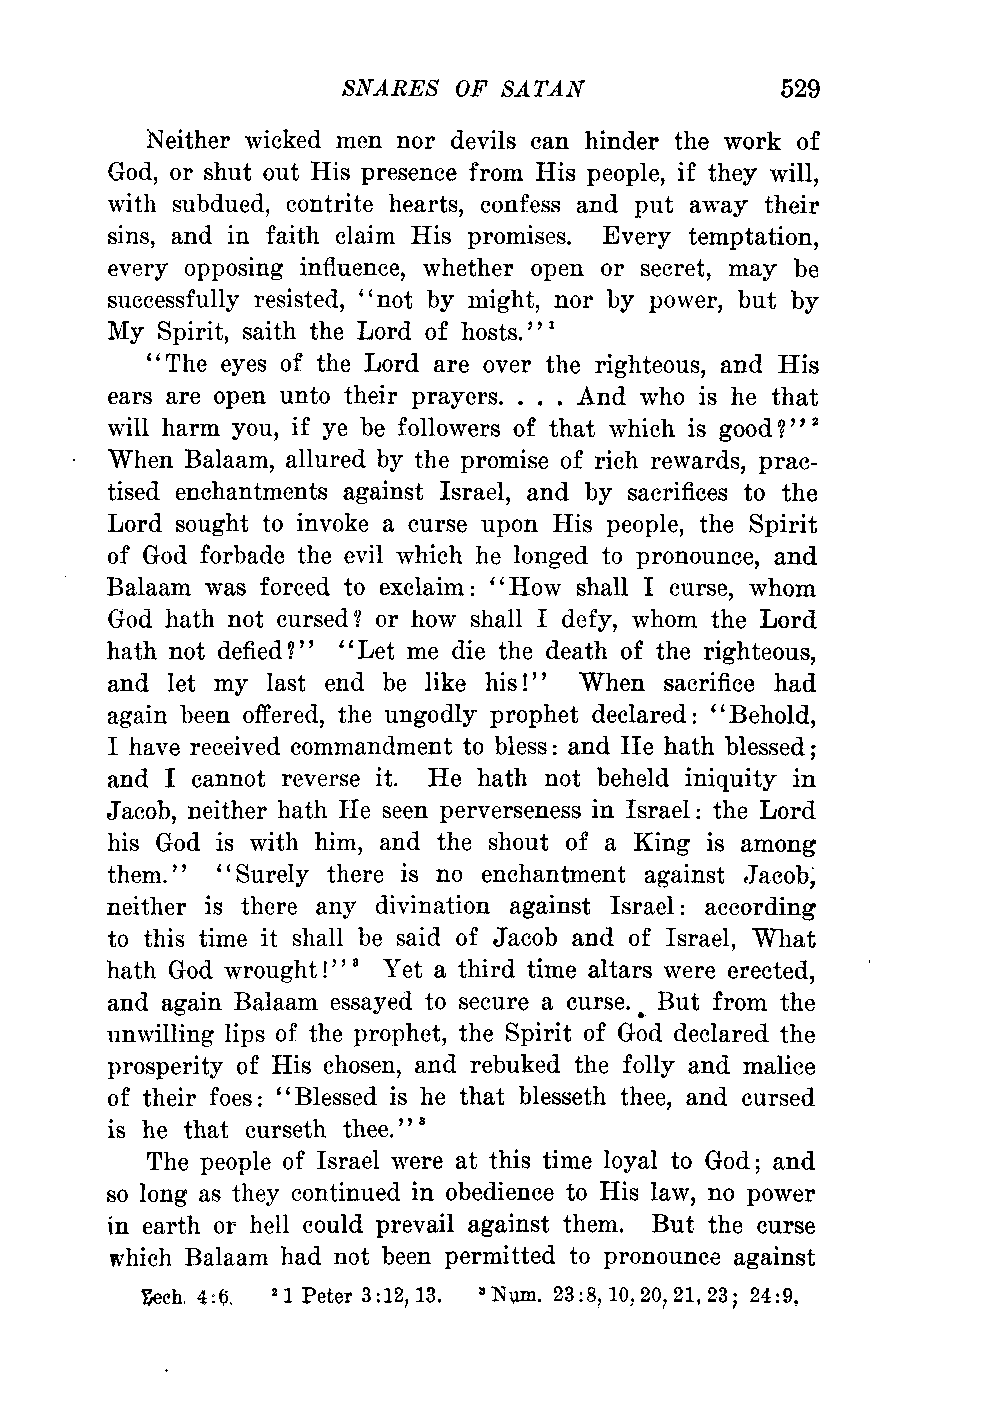 SNARES OF SATAN 529
Neither wicked men nor devils can hinder the work of
God, or shut out His presence from His people, if they will,
with subdued, contrite hearts, confess and put away their
sins, and in faith claim His promises. Every temptation,
every opposing influence, whether open or secret, may be
successfully resisted, “not by might, nor by power, but by
My Spirit, saith the Lord of hosts.”¹
“The eyes of the Lord are over the righteous, and His
ears are open unto their prayers. . . . And who is he that
will harm you, if ye be followers of that which is good?”²
When Balaam, allured by the promise of rich rewards, prac-
tised enchantments against Israel, and by sacrifices to the
Lord sought to invoke a curse upon His people, the Spirit
of God forbade the evil which he longed to pronounce, and
Balaam was forced to exclaim: “How shall I curse, whom
God hath not cursed? or how shall I defy, whom the Lord
hath not defied?” “Let me die the death of the righteous,
and let my last end be like his!” When sacrifice had
again been offered, the ungodly prophet declared: “Behold,
I have received commandment to bless: and He hath blessed;
and I cannot reverse it. He hath not beheld iniquity in
Jacob, neither hath He seen perverseness in Israel: the Lord
his God is with him, and the shout of a King is among
them.” “Surely there is no enchantment against Jacob,
neither is there any divination against Israel: according
to this time it shall be said of Jacob and of Israel, What
hath God wrought!”³ Yet a third time altars were erected,
and again Balaam essayed to secure a curse. But from the
unwilling lips of the prophet, the Spirit of God declared the
prosperity of His chosen, and rebuked the folly and malice
of their foes: “Blessed is he that blesseth thee, and cursed
is he that curseth thee.”³
The people of Israel were at this time loyal to God; and
so long as they continued in obedience to His law, no power
in earth or hell could prevail against them. But the curse
which Balaam had not been permitted to pronounce against
Zech. 4:6. ² 1 Peter 3:12, 13. ³ Num. 23:8, 10, 20, 21, 23; 24:9.